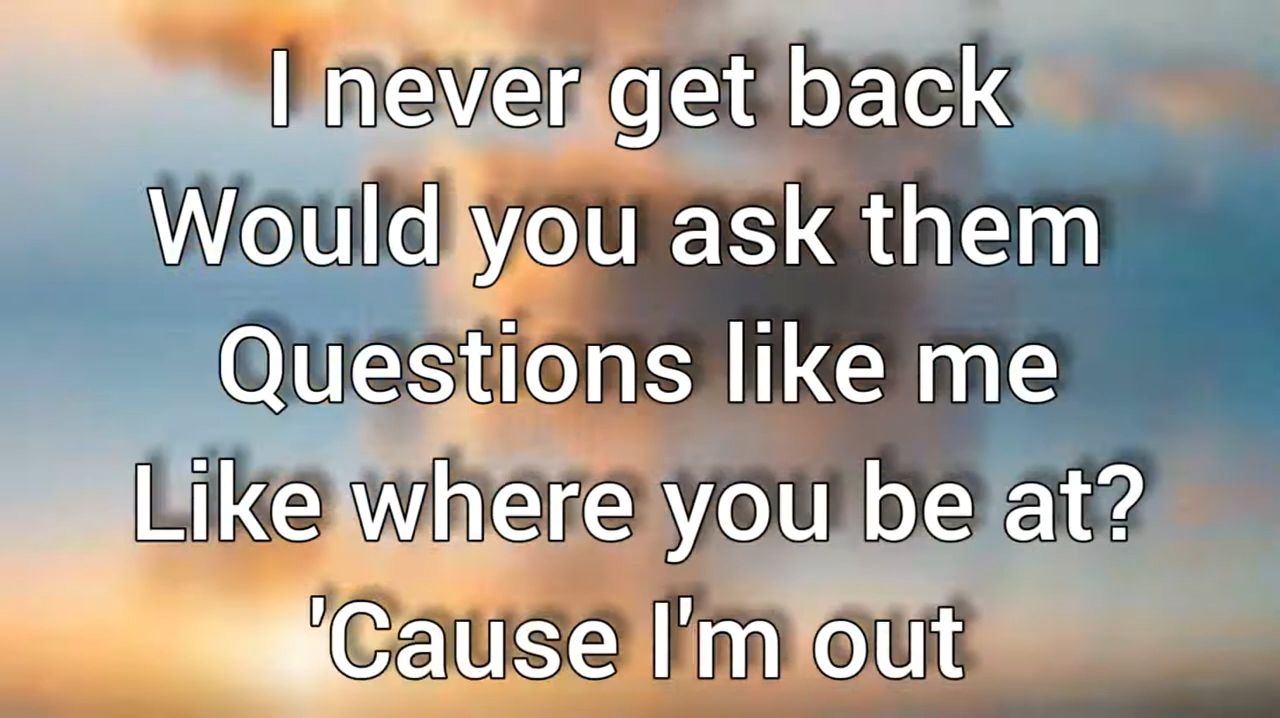 I never get back
Would you ask them
Questions like me
Like where you be at?
'Cause I'm out